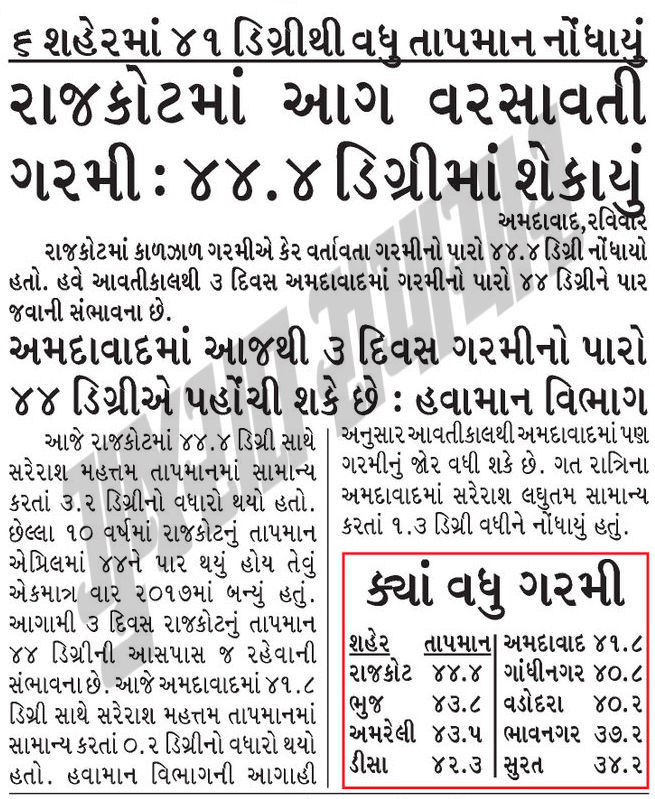 ૬ શહેરમાં ૪૧ ડિગ્રીથી વધુ તાપમાન નોંધાયું
રાજકોટમાં આગ વરસાવતી
ગરમી : ૪૪.૪ ડિગ્રીમાં શેકાયું
અમદાવાદ,રવિવાર
રાજકોટમાં કાળઝાળ ગરમીએ કેર વર્તાવતા ગરમીનો પારો ૪૪.૪ ડિગ્રી નોંધાયો
હતો. હવે આવતીકાલથી ૩ દિવસ અમદાવાદમાં ગરમીનો પારો ૪૪ ડિગ્રીને પાર
જવાની સંભાવના છે.
અમદાવાદમાં આજથી ૩ દિવસ ગરમીનો પારો
૪૪ ડિગ્રીએ પહોંચી શકે છે : હવામાન વિભાગ
આજે રાજકોટમાં ૪૪.૪ ડિગ્રી સાથે
સરેરાશ મહત્તમ તાપમાનમાં સામાન્ય
કરતાં ૩.૨ ડિગ્રીનો વધારો થયો હતો.
છેલ્લા ૧૦ વર્ષમાં રાજકોટનું તાપમાન
એપ્રિલમાં ૪૪ને પાર થયું હોય તેવું
એકમાત્ર વાર ૨૦૧૭માં બન્યું હતું.
આગામી ૩ દિવસ રાજકોટનું તાપમાન
૪૪ ડિગ્રીની આસપાસ જ રહેવાની
સંભાવના છે. આજે અમદાવાદમાં ૪૧.૮
ડિગ્રી સાથે સરેરાશ મહત્તમ તાપમાનમાં
સામાન્ય કરતાં ૦.૨ ડિગ્રીનો વધારો થયો
હતો. હવામાન વિભાગની આગાહી
અનુસાર આવતીકાલથી અમદાવાદમાં પણ
ગરમીનું જોર વધી શકે છે. ગત રાત્રિના
અમદાવાદમાં સરેરાશ લઘુતમ સામાન્ય
કરતાં ૧.૩ ડિગ્રી વધીને નોંધાયું હતું.
ક્યાં વધુ ગરમી
શહેર તાપમાન
રાજકોટ ૪૪.૪
ભુજ ૪૩.૮
અમરેલી ૪૩.૫
ડીસા ૪૨.૩
અમદાવાદ ૪૧.૮
ગાંધીનગર ૪૦.૮
વડોદરા ૪૦.૨
ભાવનગર ૩૭.૨
સુરત ૩૪.૨
ગુજરાત સમાચાર